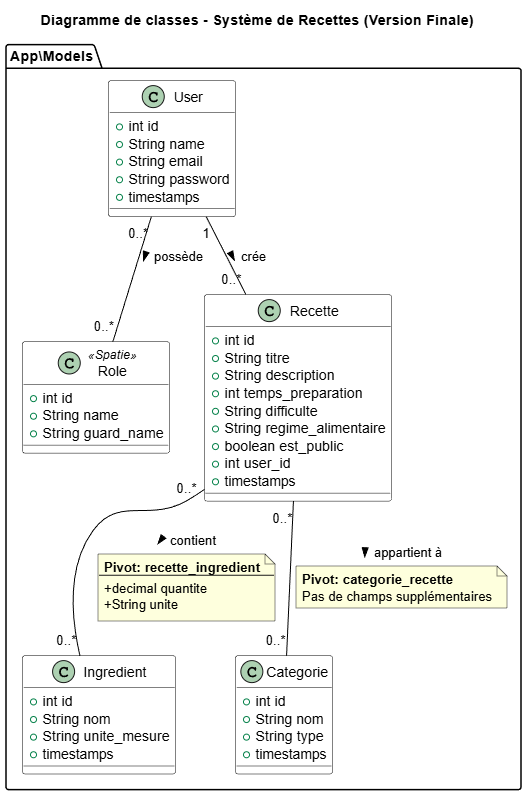 Diagramme de classes - Système de Recettes (Version Finale)
App\Models
C User
int id
String name
String email
String password
timestamps
0..*
1
possède
crée
0..*
0..*
C «Spatie»
Role
int id
String name
String guard_name
C Recette
int id
String titre
String description
int temps_preparation
String difficulte
String regime_alimentaire
boolean est_public
int user_id
timestamps
0..*
0..*
contient
appartient à
Pivot: recette_ingredient
+decimal quantite
+String unite
Pivot: categorie_recette
Pas de champs supplémentaires
0..*
0..*
C Ingredient
int id
String nom
String unite_mesure
timestamps
C Categorie
int id
String nom
String type
timestamps